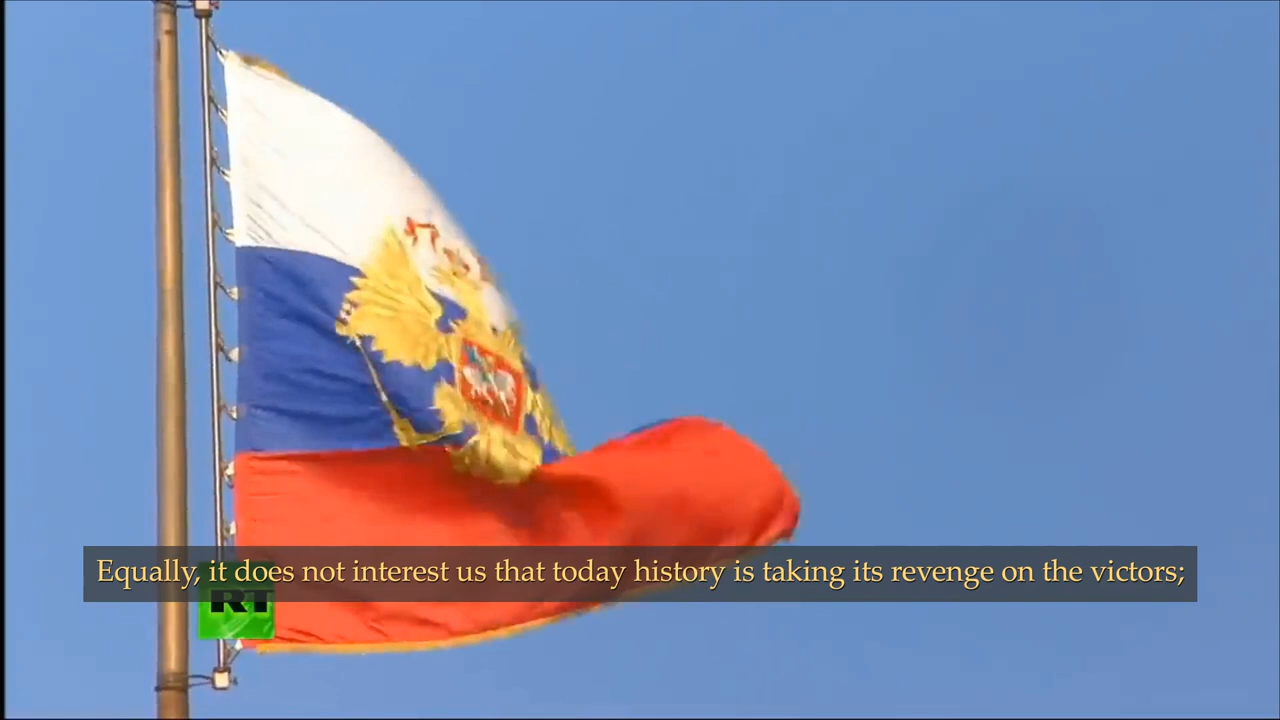 Equally, it does not interest us that today history is taking its revenge on the victors;
RT